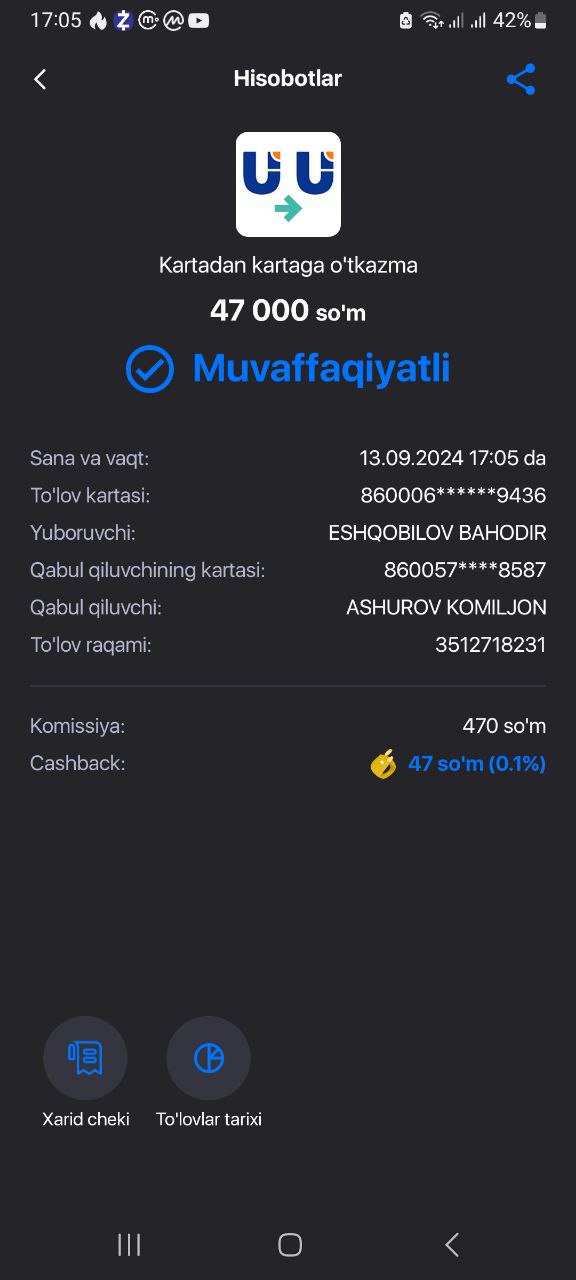 17:05 42%
Hisobotlar
Kartadan kartaga o'tkazma
47 000 so'm
Muvaffaqiyatli
Sana va vaqt: 13.09.2024 17:05 da
To'lov kartasi: 860006******9436
Yuboruvchi: ESHQOBILOV BAHODIR
Qabul qiluvchining kartasi: 860057****8587
Qabul qiluvchi: ASHUROV KOMILJON
To'lov raqami: 3512718231
Komissiya: 470 so'm
Cashback: 47 so'm (0.1%)
Xarid cheki To'lovlar tarixi